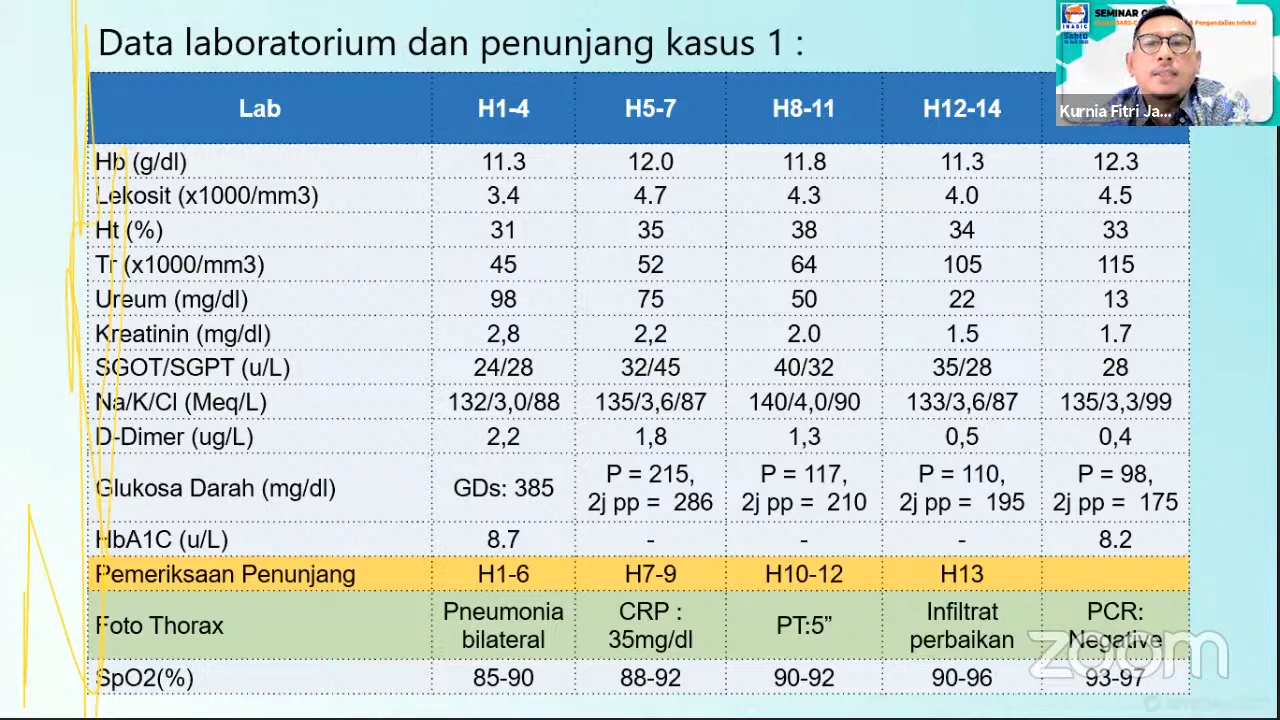 Data laboratorium dan penunjang kasus 1 :
INASIC
SEMINAR
Sabtu
Kurnia Fitri Ja...
Lab H1-4 H5-7 H8-11 H12-14
Hb (g/dl) 11.3 12.0 11.8 11.3 12.3
Lekosit (x1000/mm3) 3.4 4.7 4.3 4.0 4.5
Ht (%) 31 35 38 34 33
Tr (x1000/mm3) 45 52 64 105 115
Ureum (mg/dl) 98 75 50 22 13
Kreatinin (mg/dl) 2,8 2,2 2.0 1.5 1.7
SGOT/SGPT (u/L) 24/28 32/45 40/32 35/28 28
Na/K/Cl (Meq/L) 132/3,0/88 135/3,6/87 140/4,0/90 133/3,6/87 135/3,3/99
D-Dimer (ug/L) 2,2 1,8 1,3 0,5 0,4
Glukosa Darah (mg/dl) GDs: 385 P = 215, P = 117, P = 110, P = 98,
2j pp = 286 2j pp = 210 2j pp = 195 2j pp = 175
HbA1C (u/L) 8.7 - - - 8.2
Pemeriksaan Penunjang H1-6 H7-9 H10-12 H13
Foto Thorax Pneumonia CRP : PT:5” Infiltrat PCR:
bilateral 35mg/dl perbaikan Negative
SpO2(%) 85-90 88-92 90-92 90-96 93-97
zoom